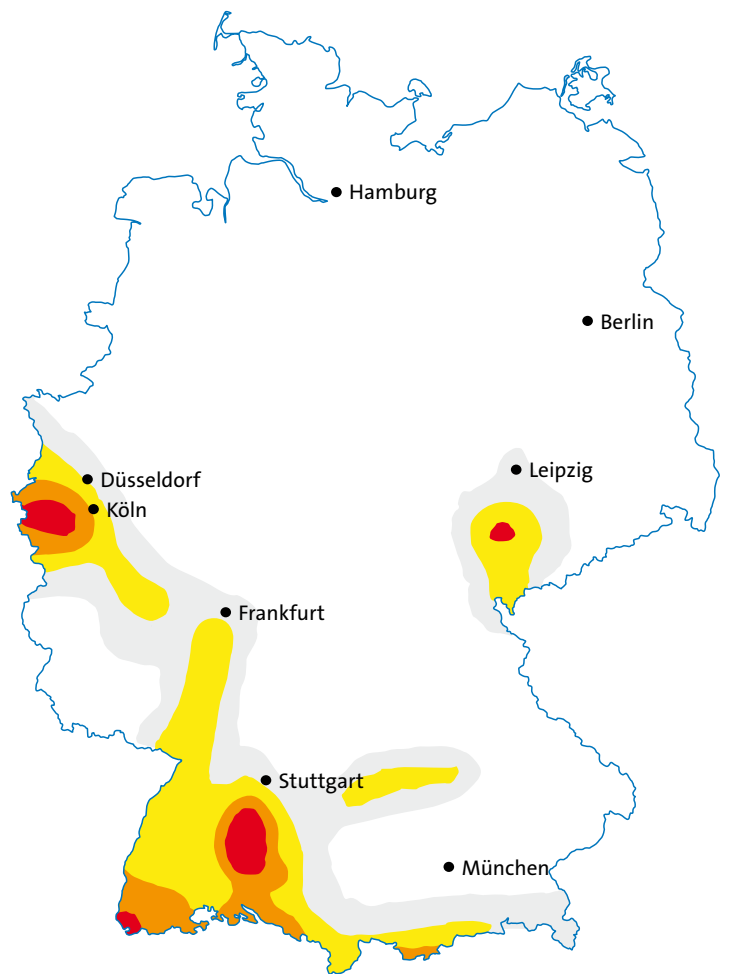 Hamburg
Berlin
Leipzig
Düsseldorf
Köln
Frankfurt
Stuttgart
München